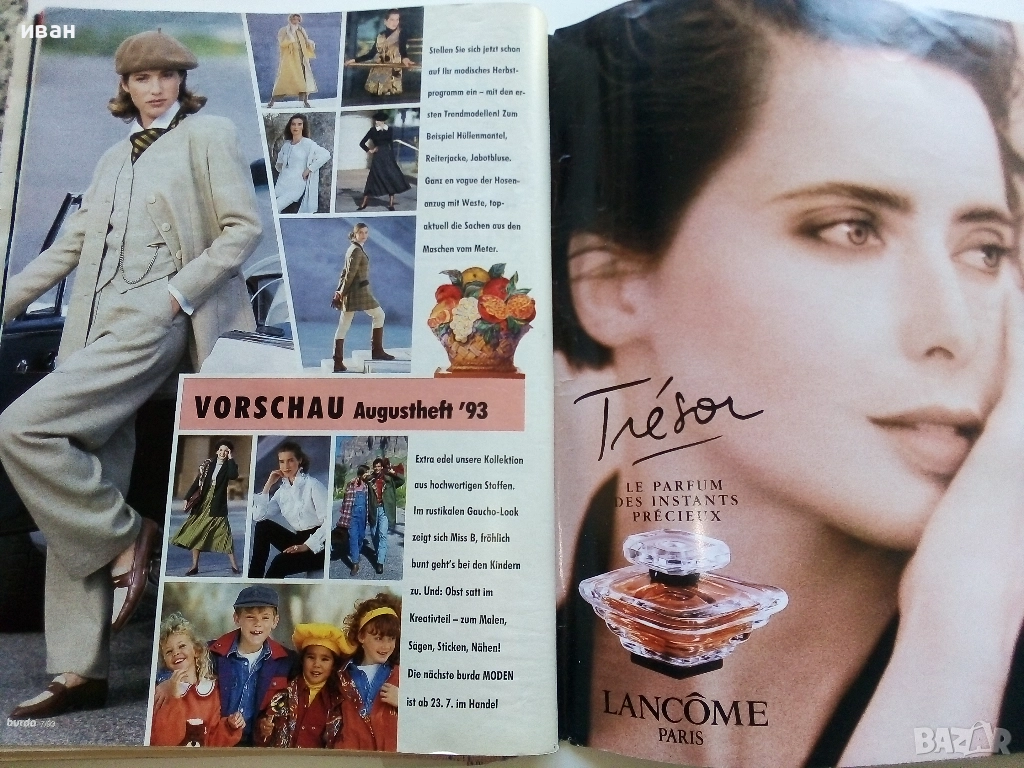 иван
Stellen Sie sich jetzt schon
auf Ihr modisches Herbst-
programm ein – mit den er-
sten Trendmodellen! Zum
Beispiel Hüllenmantel,
Reiterjacke, Jabotbluse.
Ganz en vogue der Hosen-
anzug mit Weste, top-
aktuell die Sachen aus den
Maschen vom Meter.
VORSCHAU Augustheft '93
Extra edel unsere Kollektion
aus hochwertigen Stoffen.
Im rustikalen Gaucho-Look
zeigt sich Miss B, fröhlich
bunt geht's bei den Kindern
zu. Und: Obst satt im
Kreativteil – zum Malen,
Sägen, Sticken, Nähen!
Die nächste burda MODEN
ist ab 23. 7. im Handel
burda 7/93
Trésor
LE PARFUM
DES INSTANTS
PRÉCIEUX
LANCÔME
PARIS
BAZAR